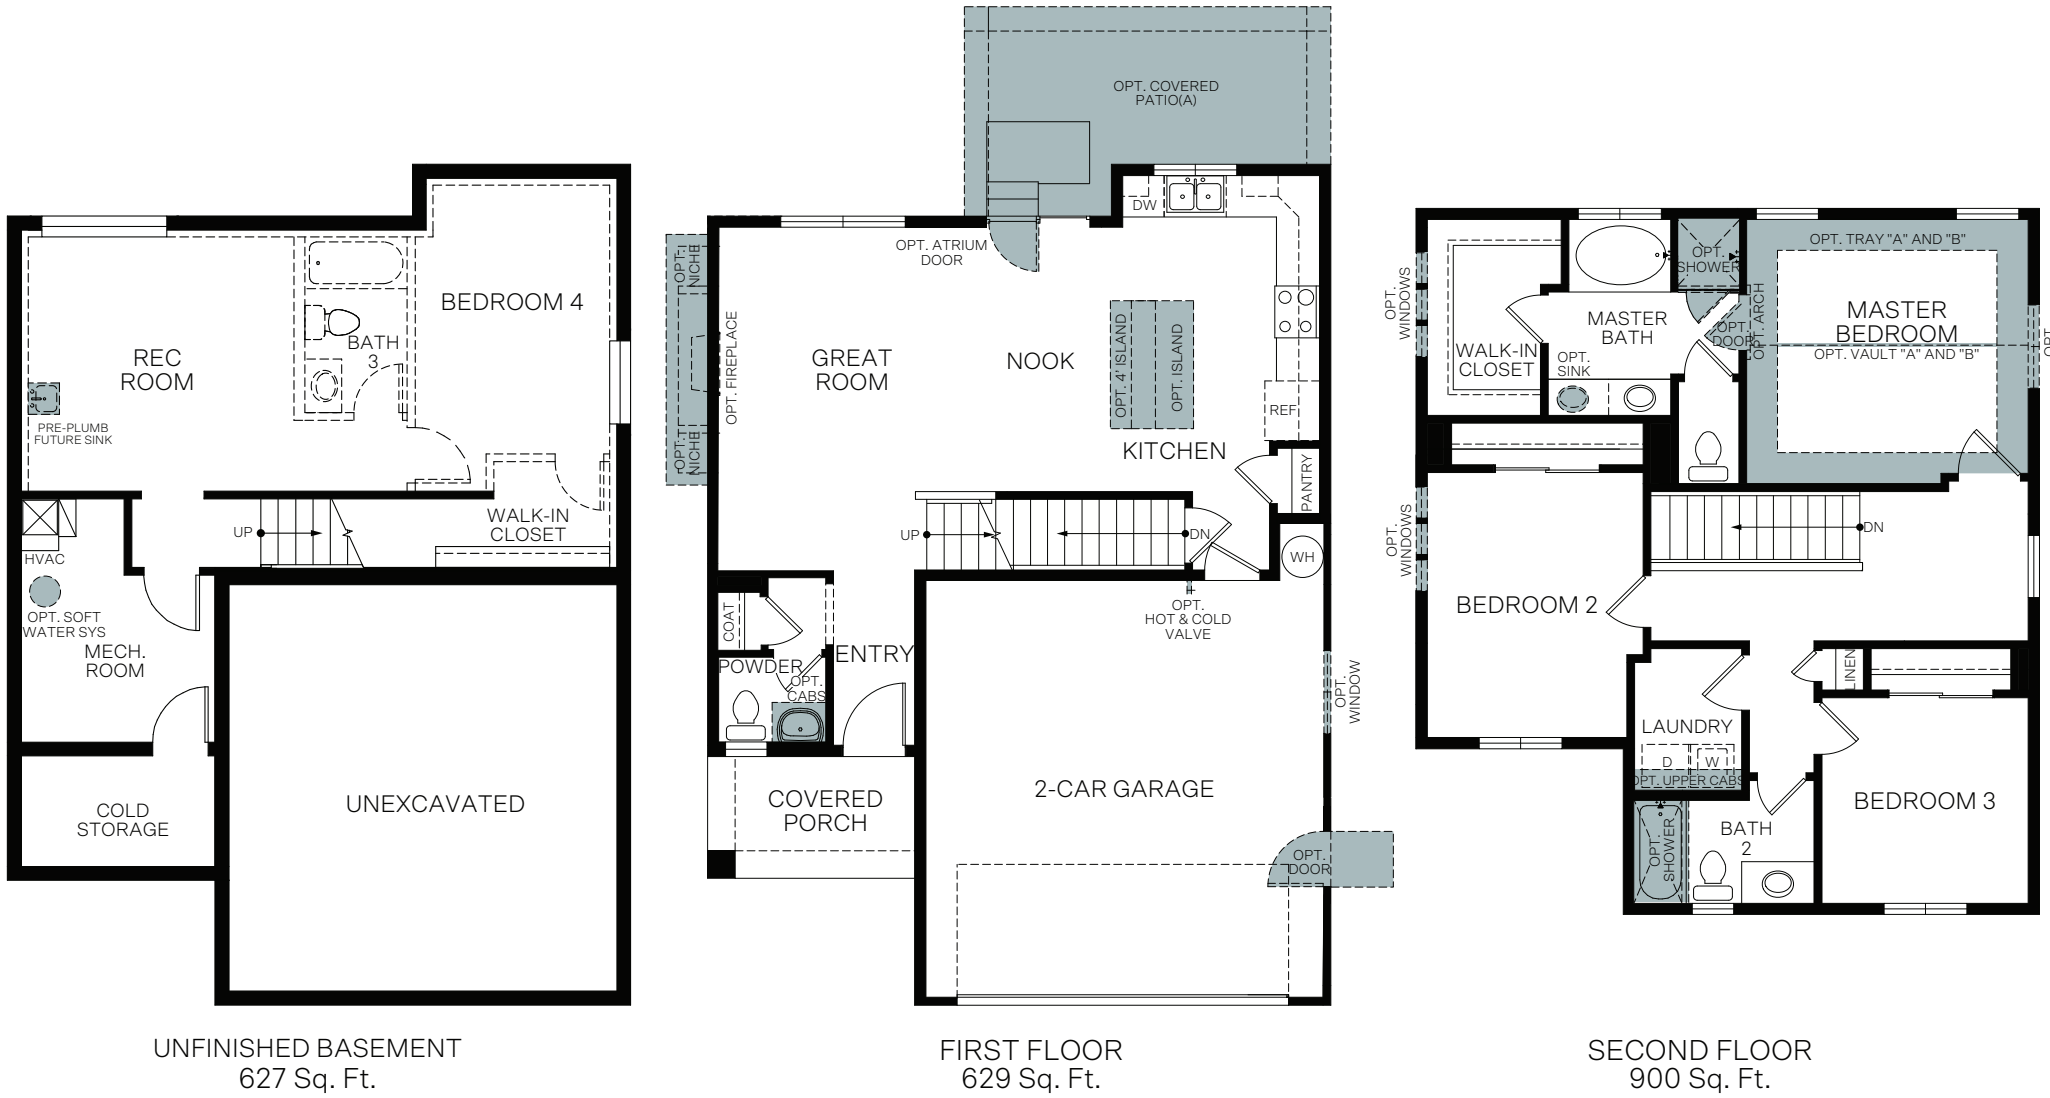 BEDROOM 4
BATH
3
REC
ROOM
PRE-PLUMB
FUTURE SINK
WALK-IN
CLOSET
UP
HVAC
OPT. SOFT
WATER SYS
MECH.
ROOM
COLD
STORAGE
UNEXCAVATED
UNFINISHED BASEMENT
627 Sq. Ft.
OPT. COVERED
PATIO(A)
DW
OPT. ATRIUM
DOOR
OPT.
NICHE
OPT. FIREPLACE
OPT.
NICHE
GREAT
ROOM
NOOK
OPT. 4' ISLAND
OPT. ISLAND
REF
KITCHEN
PANTRY
UP
DN
WH
OPT.
HOT & COLD
VALVE
COAT
POWDER
OPT.
CABS
ENTRY
OPT.
WINDOW
COVERED
PORCH
2-CAR GARAGE
OPT.
DOOR
FIRST FLOOR
629 Sq. Ft.
OPT.
WINDOWS
WALK-IN
CLOSET
OPT.
SHOWER
MASTER
BATH
OPT.
SINK
OPT.
DOOR
OPT. ARCH
OPT. TRAY "A" AND "B"
MASTER
BEDROOM
OPT. VAULT "A" AND "B"
OPT.
OPT.
WINDOWS
DN
BEDROOM 2
LINEN
LAUNDRY
D
W
OPT. UPPER CABS
BEDROOM 3
OPT.
SHOWER
BATH
2
SECOND FLOOR
900 Sq. Ft.